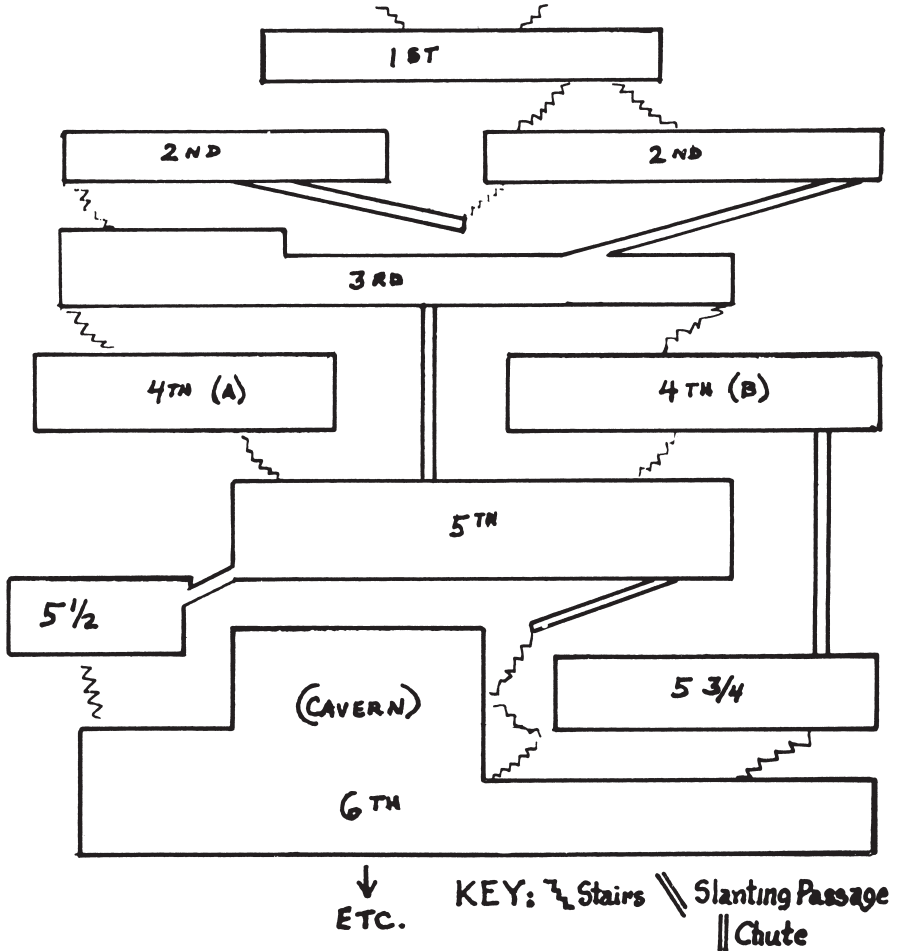 1ST
2ND
2ND
3RD
4TH (A)
4TH (B)
5TH
5 1/2
5 3/4
(CAVERN)
6TH
ETC.
KEY: Stairs Slanting Passage
Chute